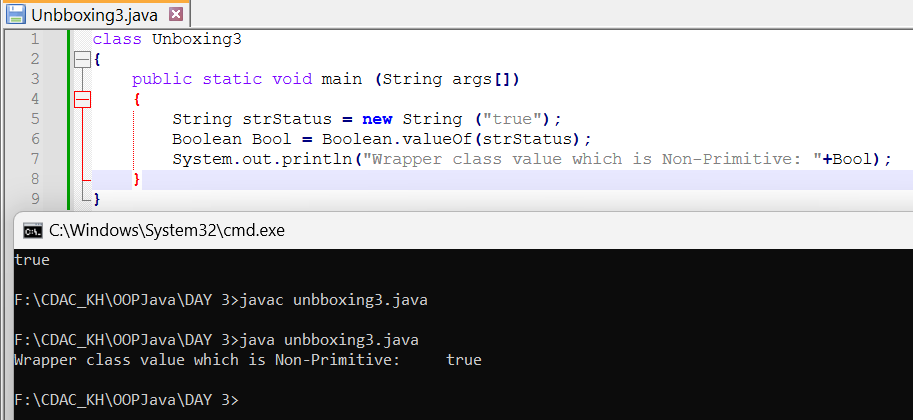 Unbboxing3.java
1 class Unboxing3
2 {
3 public static void main (String args[])
4 {
5 String strStatus = new String ("true");
6 Boolean Bool = Boolean.valueOf(strStatus);
7 System.out.println("Wrapper class value which is Non-Primitive: "+Bool);
8 }
9 }
C:\Windows\System32\cmd.exe
true
F:\CDAC_KH\OOPJava\DAY 3>javac unbboxing3.java
F:\CDAC_KH\OOPJava\DAY 3>java unbboxing3.java
Wrapper class value which is Non-Primitive: true
F:\CDAC_KH\OOPJava\DAY 3>